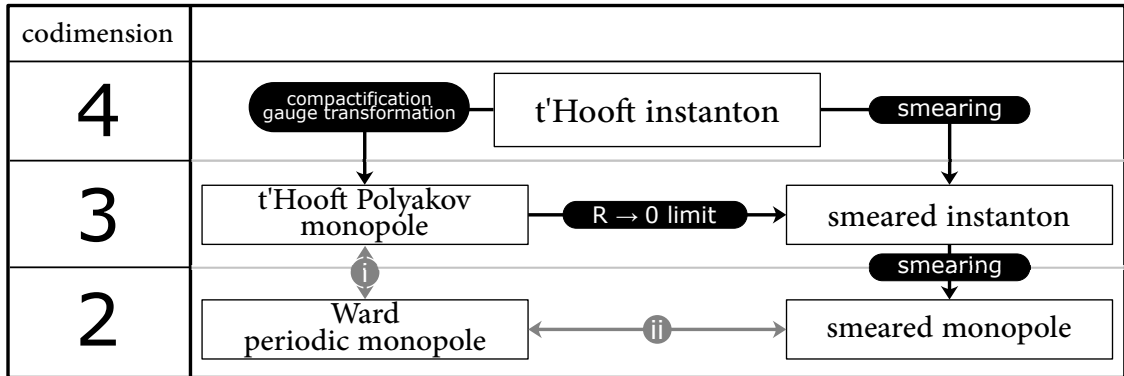 codimension
4
compactification
gauge transformation
t'Hooft instanton
smearing
3
t'Hooft Polyakov
monopole
R → 0 limit
smeared instanton
i
smearing
2
Ward
periodic monopole
ii
smeared monopole